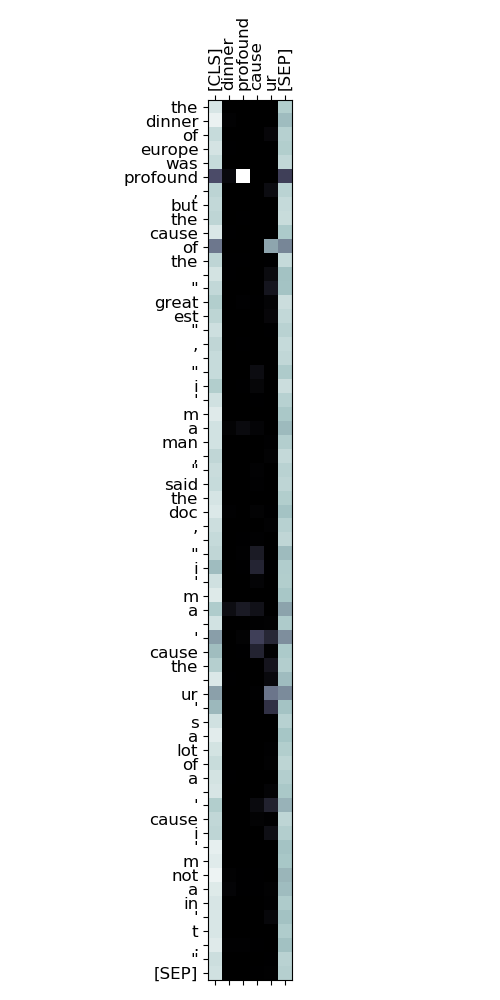 [CLS]
dinner
profound
cause
ur
[SEP]
the
dinner
of
europe
was
profound
,
but
the
cause
of
the
"
great
est
"
,
"
i
'
m
a
man
,
"
said
the
doc
,
"
i
'
m
a
'
cause
the
ur
'
s
a
lot
of
a
'
cause
i
'
m
not
a
in
'
t
.
"
[SEP]